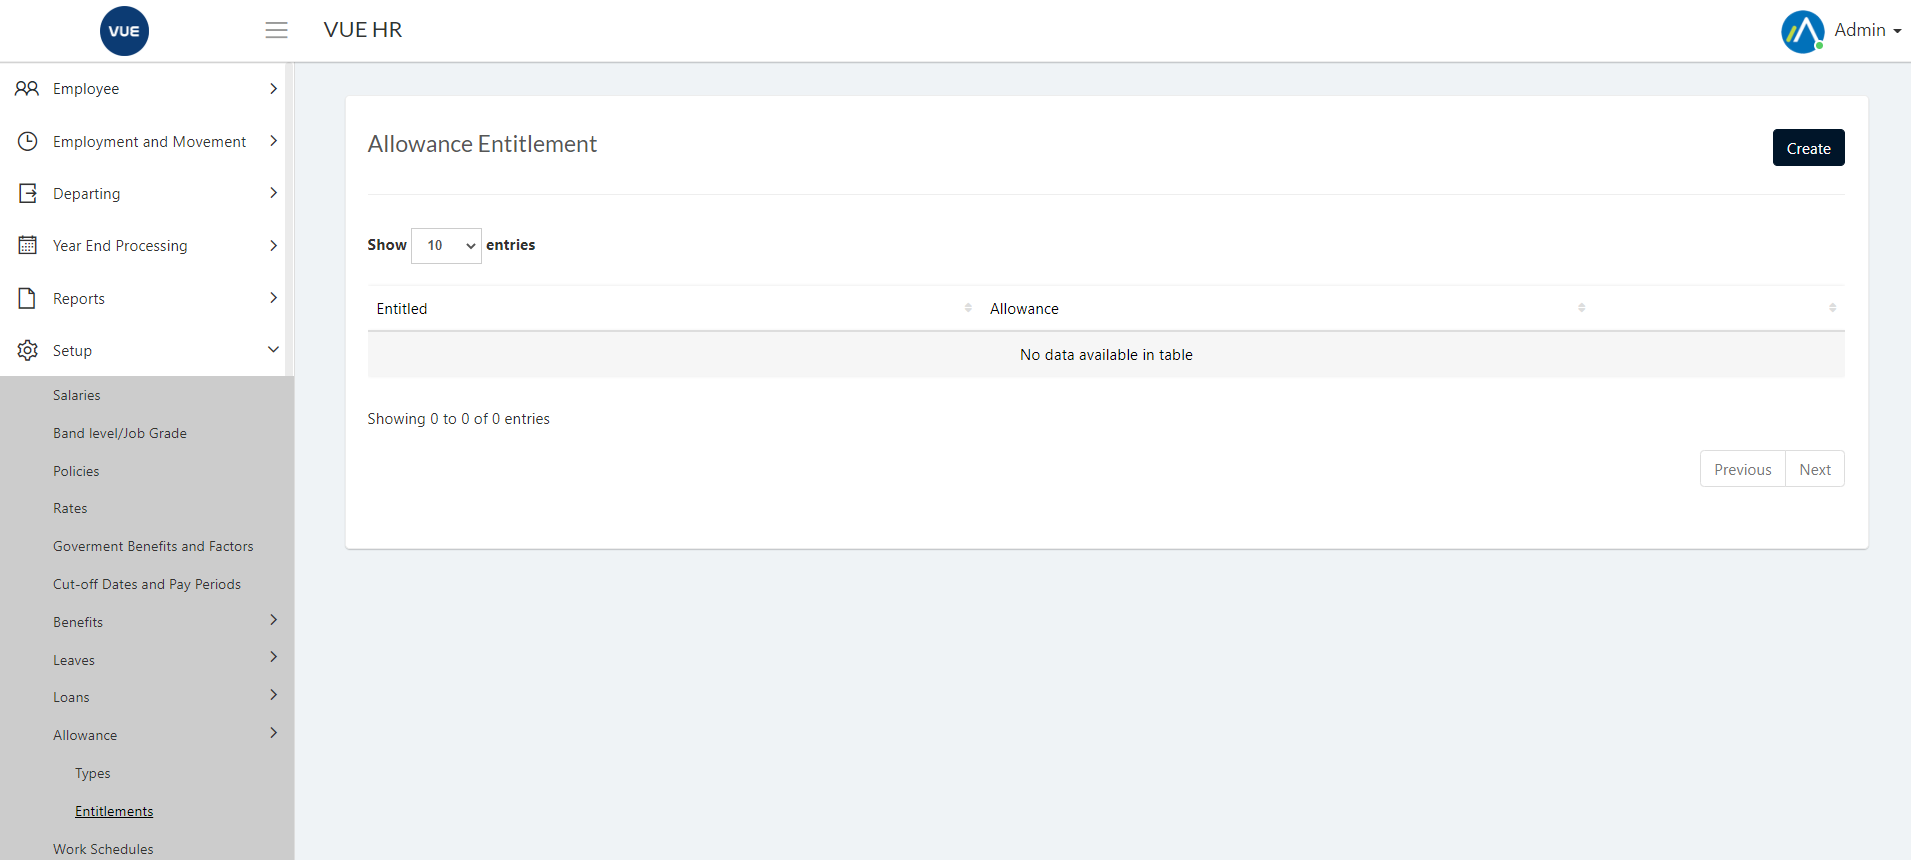 VUE
VUE HR
Admin
Employee
Employment and Movement
Departing
Year End Processing
Reports
Setup
Salaries
Band level/Job Grade
Policies
Rates
Goverment Benefits and Factors
Cut-off Dates and Pay Periods
Benefits
Leaves
Loans
Allowance
Types
Entitlements
Work Schedules
Allowance Entitlement
Create
Show 10 entries
Entitled Allowance
No data available in table
Showing 0 to 0 of 0 entries
Previous Next